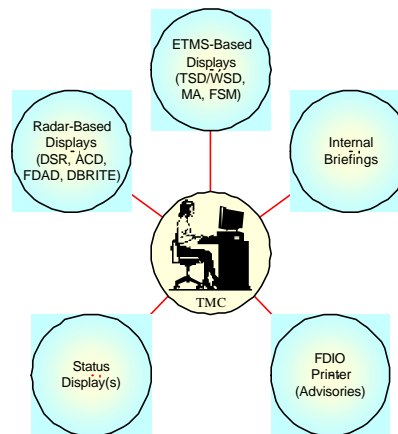 ETMS-Based
Displays
(TSD/WSD,
MA, FSM)
Radar-Based
Displays
(DSR, ACD,
FDAD, DBRITE)
Internal
Briefings
TMC
Status
Display(s)
FDIO
Printer
(Advisories)